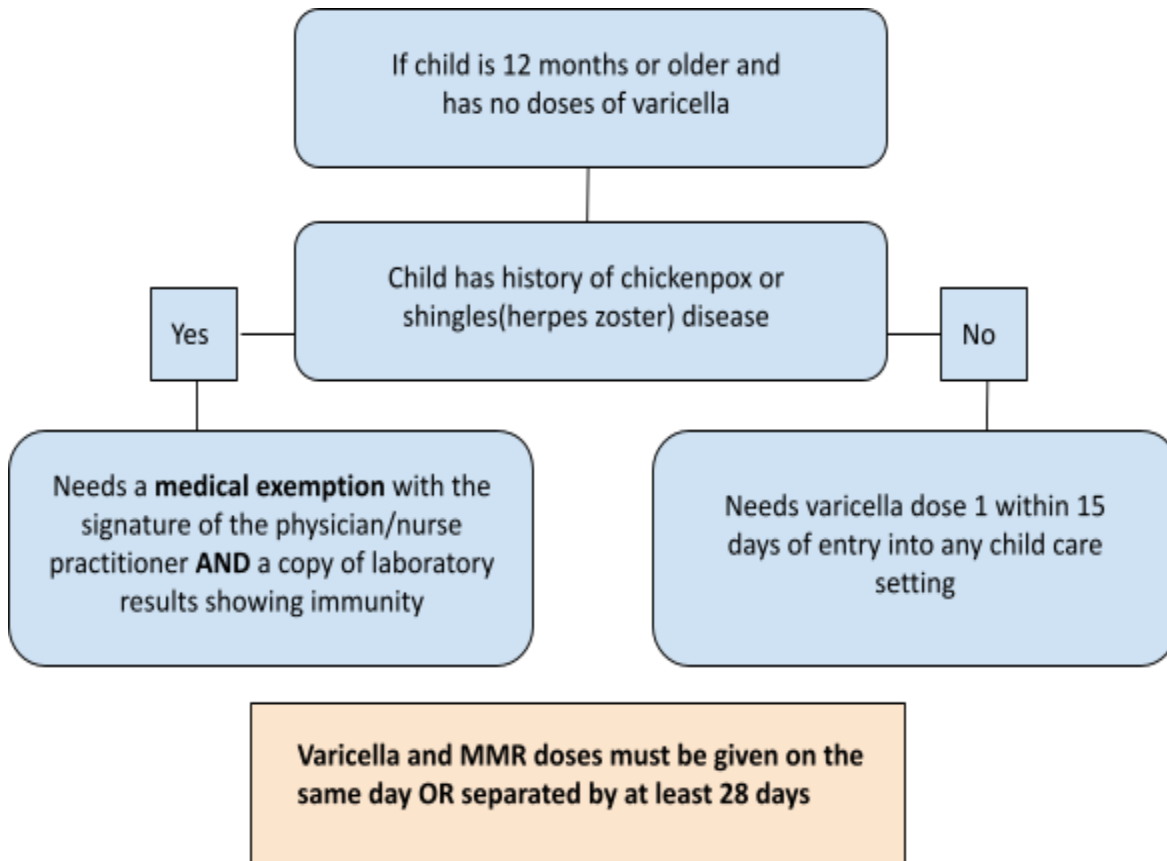 If child is 12 months or older and
has no doses of varicella
Child has history of chickenpox or
shingles(herpes zoster) disease
Yes
No
Needs a medical exemption with the
signature of the physician/nurse
practitioner AND a copy of laboratory
results showing immunity
Needs varicella dose 1 within 15
days of entry into any child care
setting
Varicella and MMR doses must be given on the
same day OR separated by at least 28 days